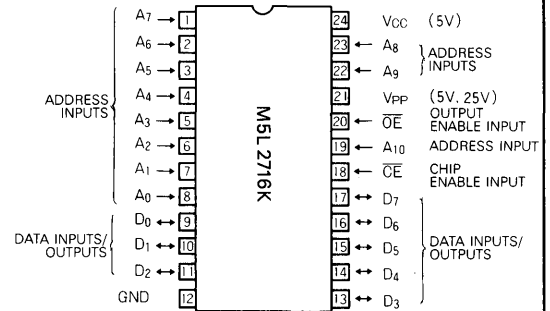 A7 → 1
A6 → 2
A5 → 3
A4 → 4
A3 → 5
A2 → 6
A1 → 7
A0 → 8
ADDRESS
INPUTS
D0 ↔ 9
D1 ↔ 10
D2 ↔ 11
DATA INPUTS/
OUTPUTS
GND 12
M5L 2716K
24 VCC (5V)
23 ← A8
22 ← A9
ADDRESS
INPUTS
21 VPP (5V, 25V)
20 ← O̅E̅ OUTPUT
ENABLE INPUT
19 ← A10 ADDRESS INPUT
18 ← C̅E̅ CHIP
ENABLE INPUT
17 ↔ D7
16 ↔ D6
15 ↔ D5
14 ↔ D4
13 ↔ D3
DATA INPUTS/
OUTPUTS